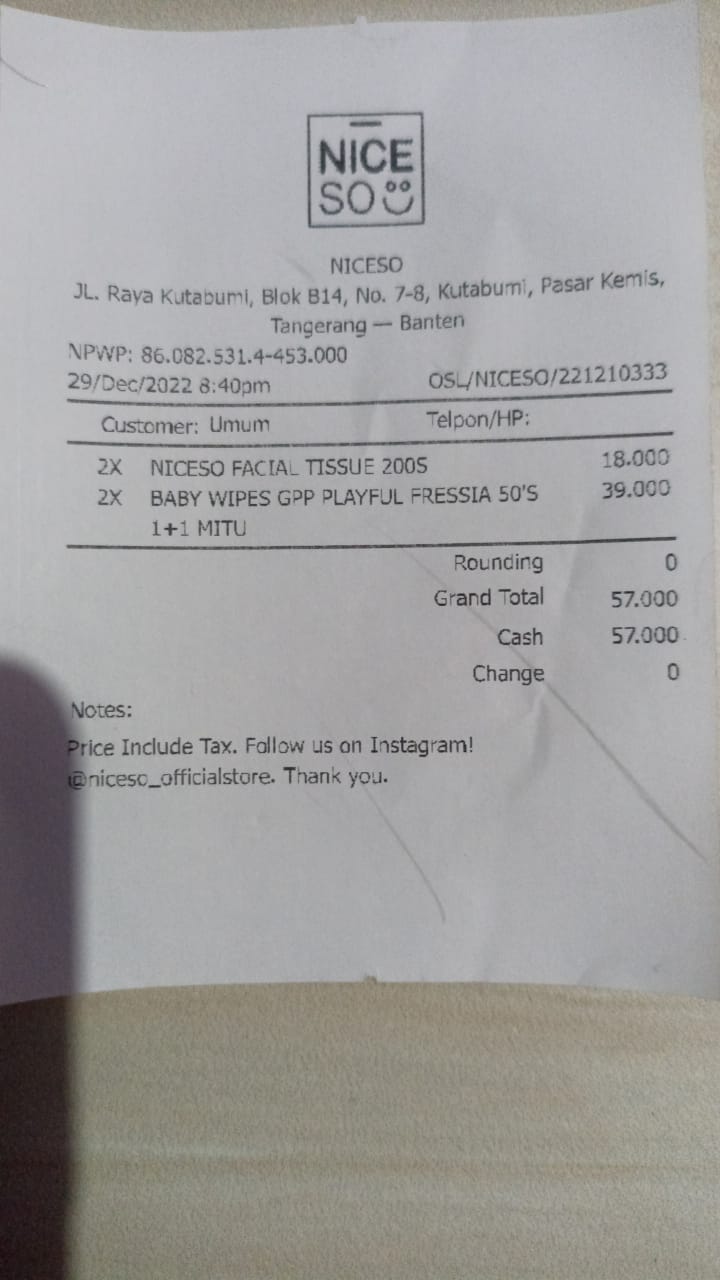 NICE
SO
NICESO
JL. Raya Kutabumi, Blok B14, No. 7-8, Kutabumi, Pasar Kemis,
Tangerang — Banten
NPWP: 86.082.531.4-453.000
29/Dec/2022 8:40pm OSL/NICESO/221210333
Customer: Umum Telpon/HP:
2X NICESO FACIAL TISSUE 200S 18.000
2X BABY WIPES GPP PLAYFUL FRESSIA 50'S 39.000
1+1 MITU
Rounding 0
Grand Total 57.000
Cash 57.000
Change 0
Notes:
Price Include Tax. Follow us on Instagram!
@niceso_officialstore. Thank you.